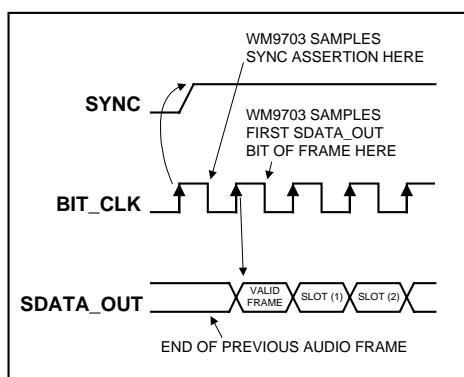 WM9703 SAMPLES
SYNC ASSERTION HERE
SYNC
WM9703 SAMPLES
FIRST SDATA_OUT
BIT OF FRAME HERE
BIT_CLK
SDATA_OUT
VALID
FRAME
SLOT (1)
SLOT (2)
END OF PREVIOUS AUDIO FRAME